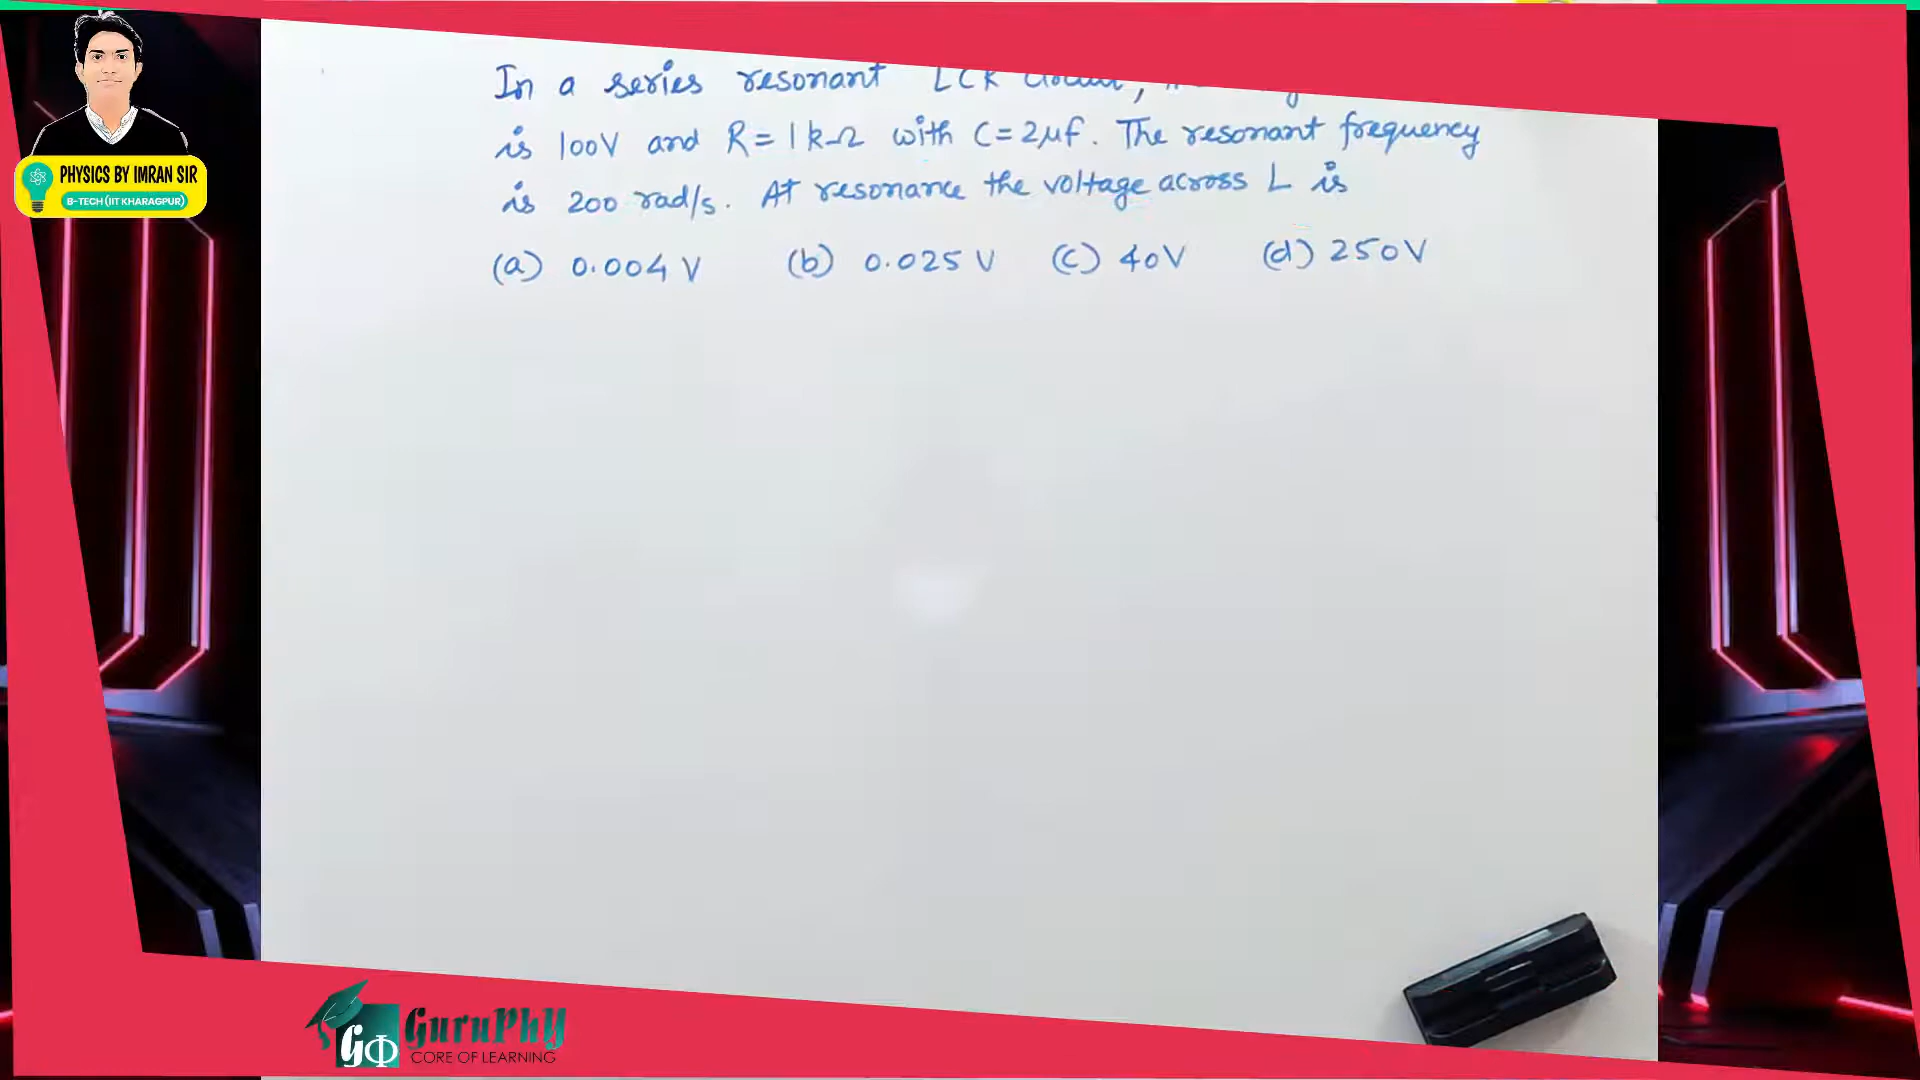 In a series resonant LCR
is 100V and R = 1kΩ with C = 2μf. The resonant frequency
is 200 rad/s. At resonance the voltage across L is
(a) 0.004 V (b) 0.025 V (c) 40V (d) 250V
PHYSICS BY IMRAN SIR
B-TECH (IIT KHARAGPUR)
GΦ GuruPhy
CORE OF LEARNING